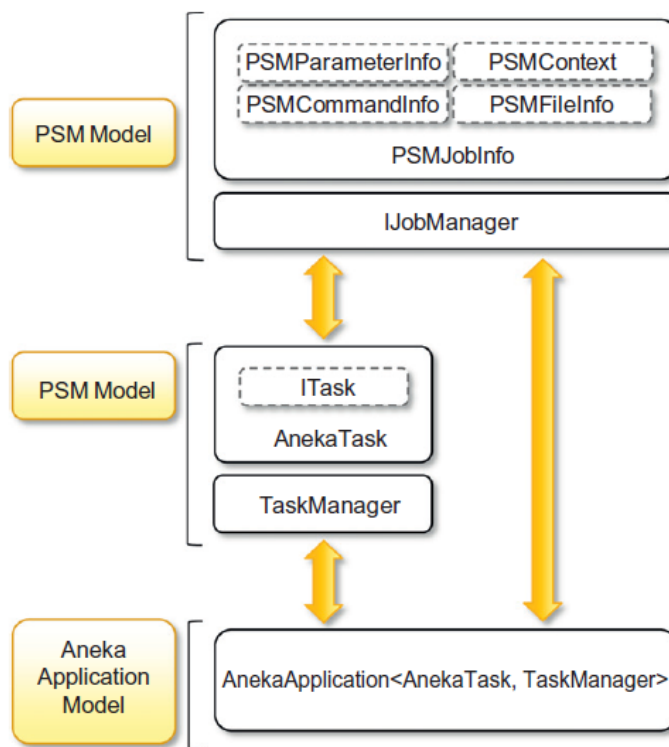 PSM Model
PSMParameterInfo
PSMContext
PSMCommandInfo
PSMFileInfo
PSMJobInfo
IJobManager
PSM Model
ITask
AnekaTask
TaskManager
Aneka
Application
Model
AnekaApplication<AnekaTask, TaskManager>